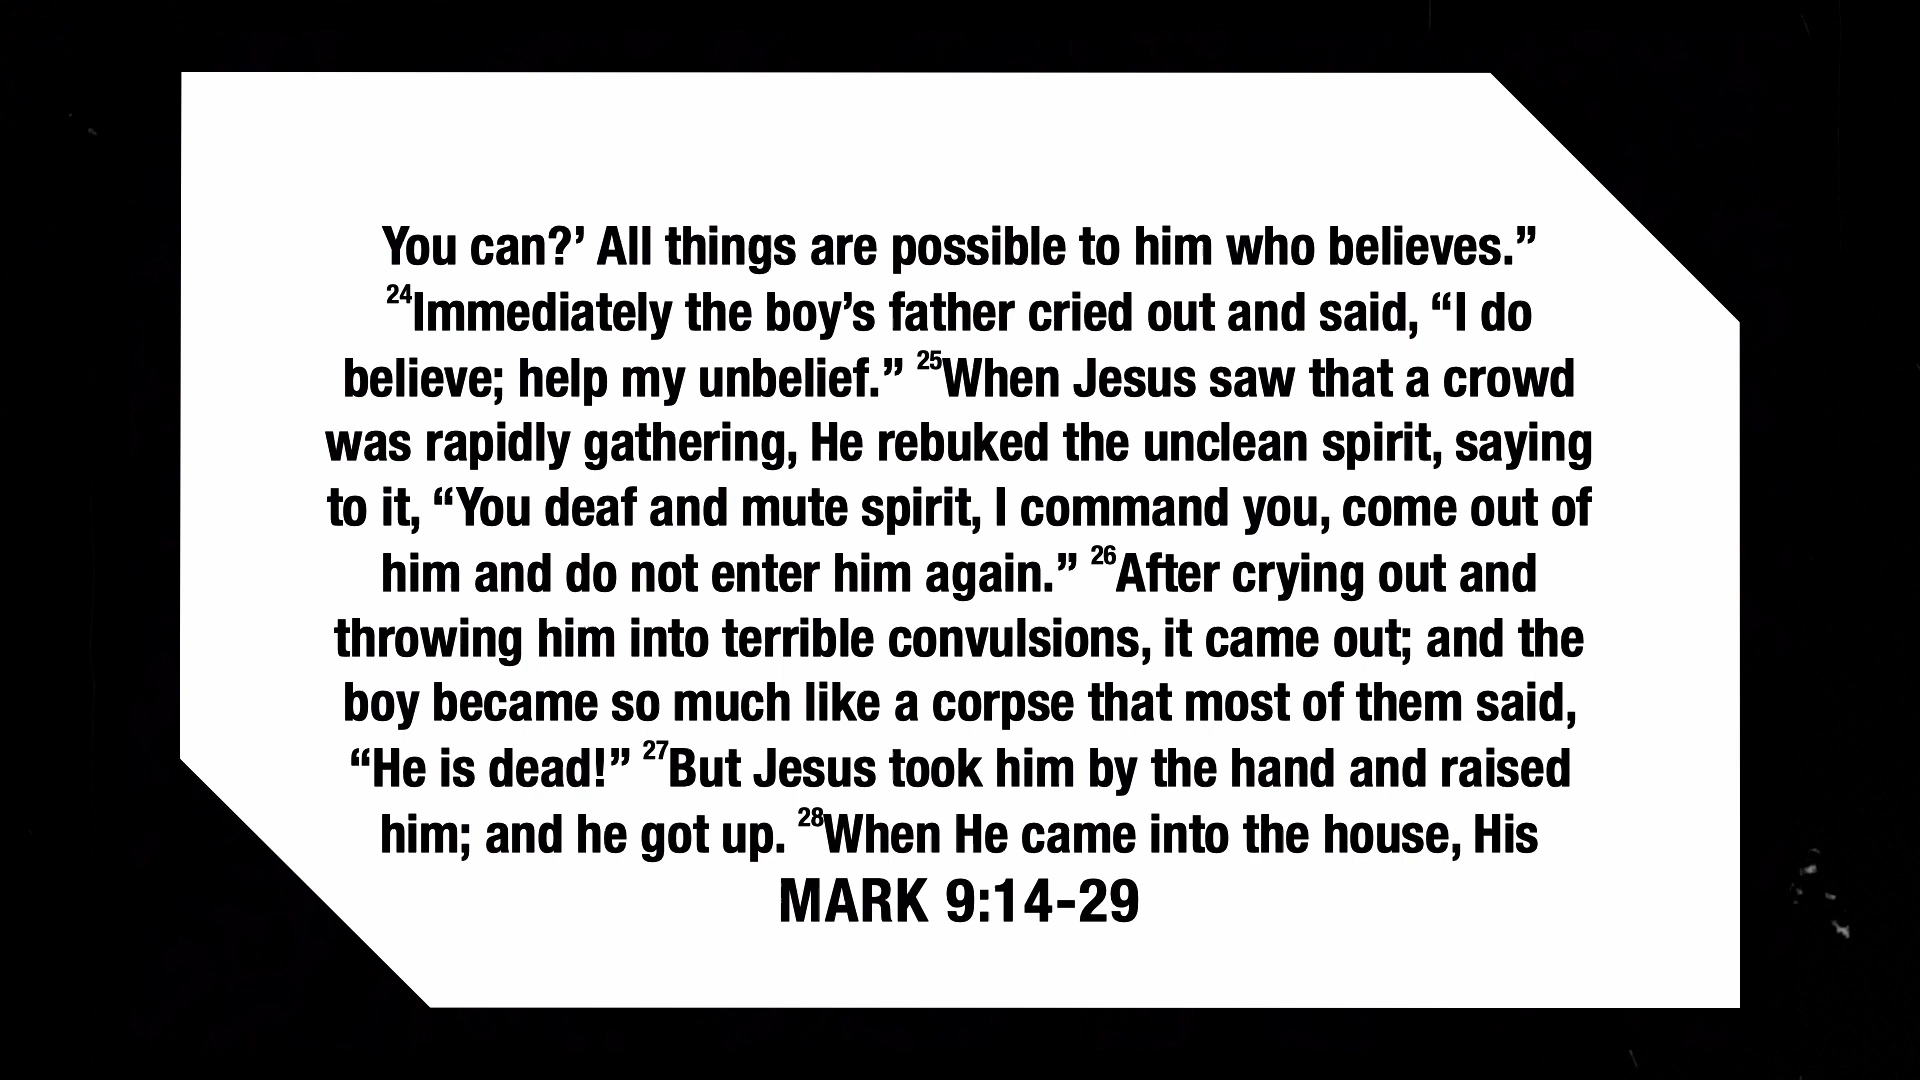 You can?’ All things are possible to him who believes.”
²⁴Immediately the boy’s father cried out and said, “I do
believe; help my unbelief.” ²⁵When Jesus saw that a crowd
was rapidly gathering, He rebuked the unclean spirit, saying
to it, “You deaf and mute spirit, I command you, come out of
him and do not enter him again.” ²⁶After crying out and
throwing him into terrible convulsions, it came out; and the
boy became so much like a corpse that most of them said,
“He is dead!” ²⁷But Jesus took him by the hand and raised
him; and he got up. ²⁸When He came into the house, His
MARK 9:14-29